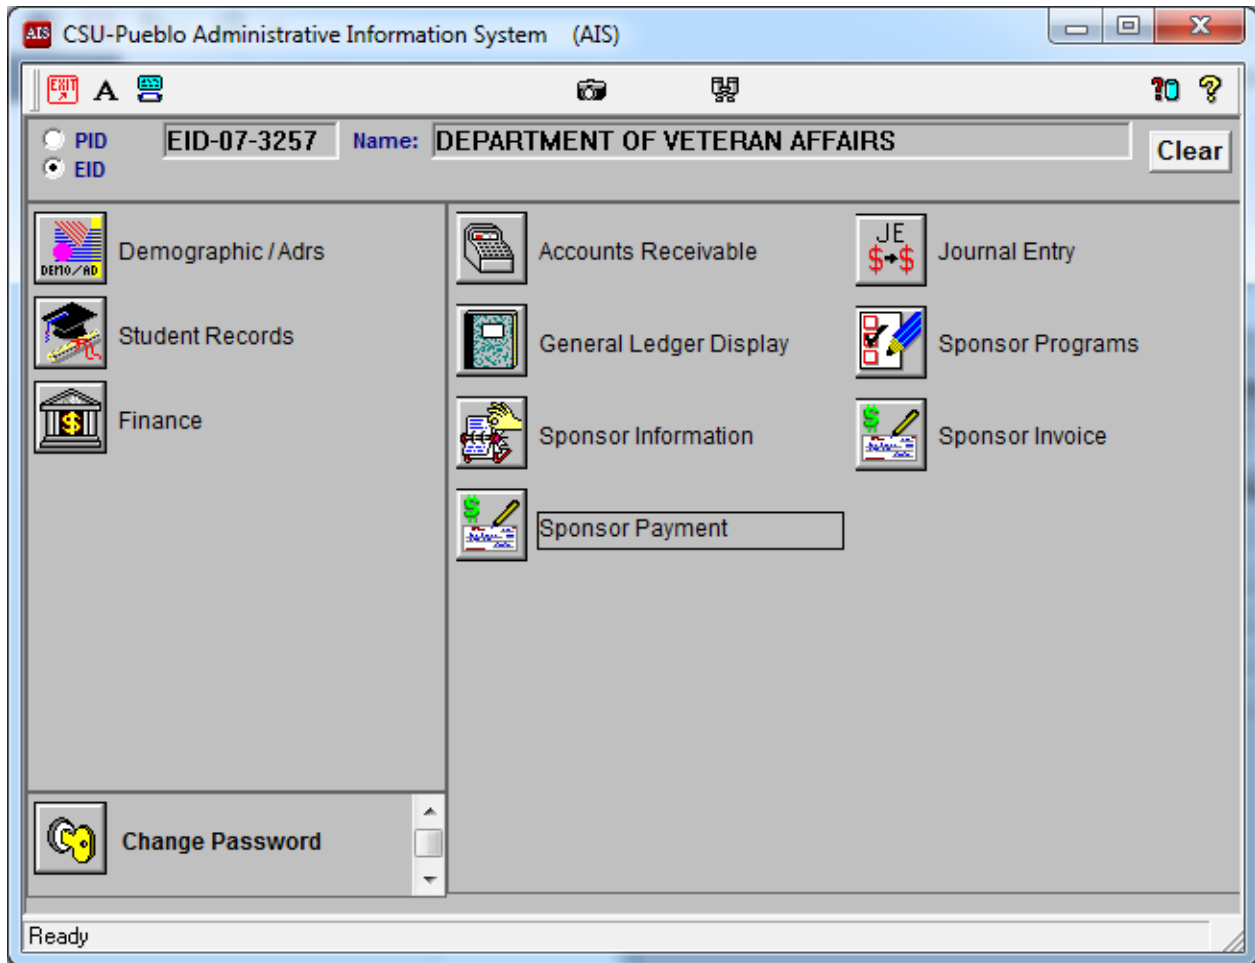 AIS CSU-Pueblo Administrative Information System (AIS)
EXIT A
PID EID-07-3257 Name: DEPARTMENT OF VETERAN AFFAIRS Clear
EID
DEMO/AD Demographic / Adrs
Student Records
Finance
Accounts Receivable
JE $→$ Journal Entry
General Ledger Display
Sponsor Programs
Sponsor Information
$ Sponsor Invoice
$ Sponsor Payment
Change Password
Ready